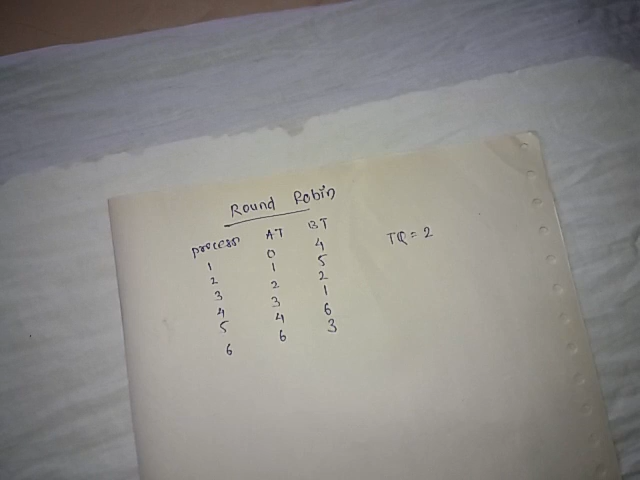 Round Robin
process AT BT
TQ = 2
1 0 4
2 1 5
3 2 2
4 3 1
5 4 6
6 6 3